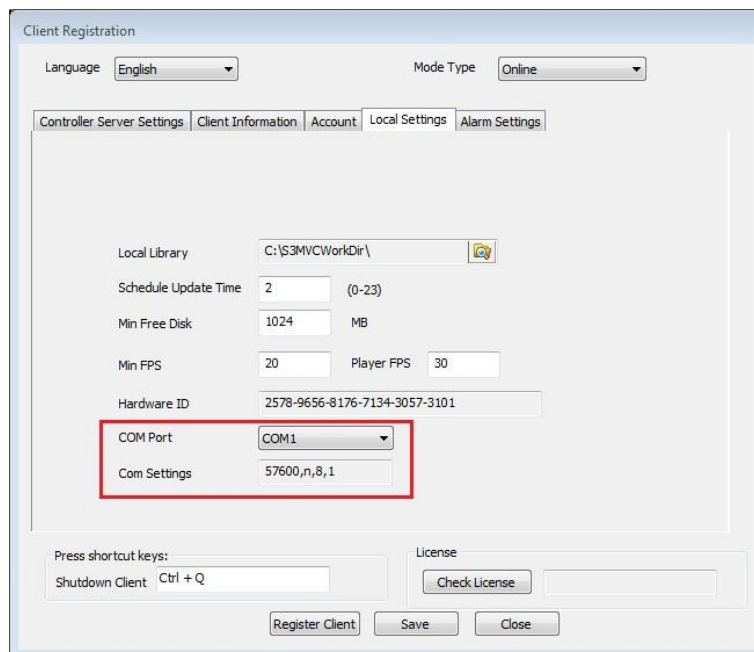 Client Registration
Language English Mode Type Online
Controller Server Settings Client Information Account Local Settings Alarm Settings
Local Library C:\S3MVCWorkDir\
Schedule Update Time 2 (0-23)
Min Free Disk 1024 MB
Min FPS 20 Player FPS 30
Hardware ID 2578-9656-8176-7134-3057-3101
COM Port COM1
Com Settings 57600,n,8,1
Press shortcut keys: License
Shutdown Client Ctrl + Q Check License
Register Client Save Close